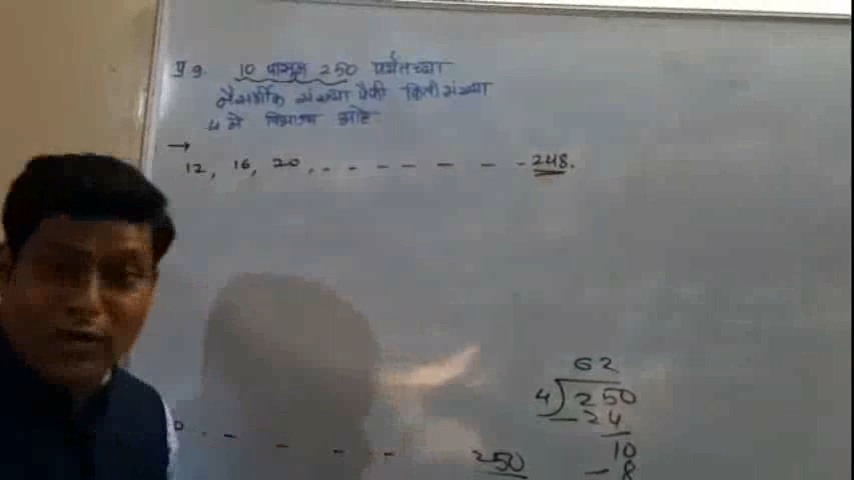 प्र 9. 10 पासून 250 पर्यंतच्या
नैसर्गीक संख्या पैकी किती संख्या
4 ने विभाज्य आहे
→
12, 16, 20, - - - - - - - 248.
62
4 ) 250
- 24
10
- 8
0 - - - - -
250